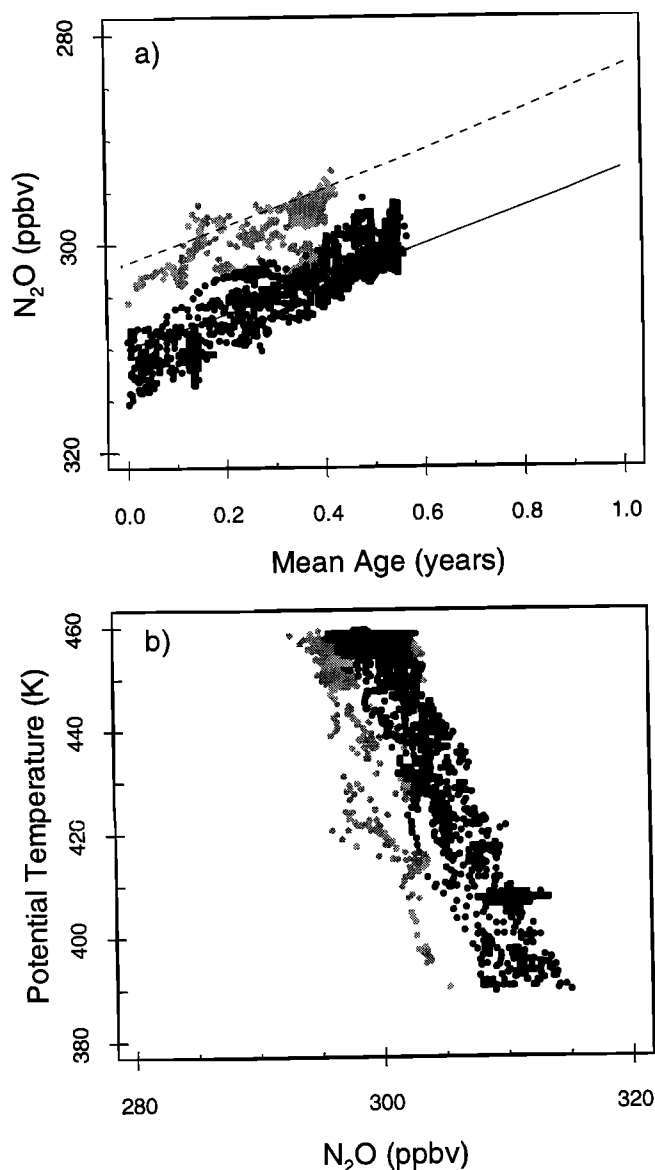 a)
280
300
320
N₂O (ppbv)
0.0 0.2 0.4 0.6 0.8 1.0
Mean Age (years)
b)
460
440
420
400
380
Potential Temperature (K)
280 300 320
N₂O (ppbv)